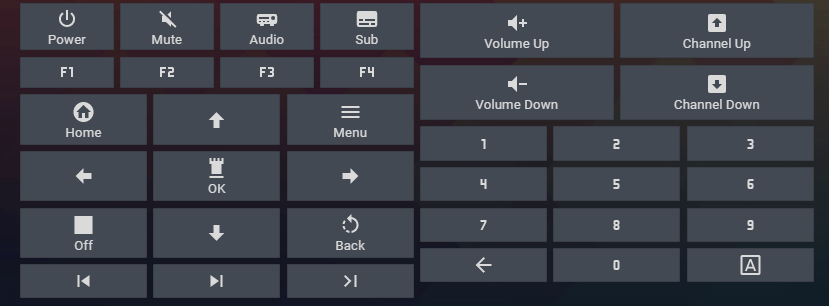 Power Mute Audio Sub
F1 F2 F3 F4
Home Menu
OK
Off Back
Volume Up Channel Up
Volume Down Channel Down
1 2 3
4 5 6
7 8 9
0 A